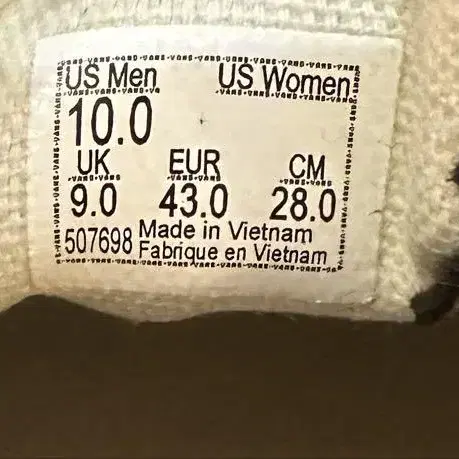 US Men US Women
10.0
UK EUR CM
9.0 43.0 28.0
507698 Made in Vietnam
Fabrique en Vietnam